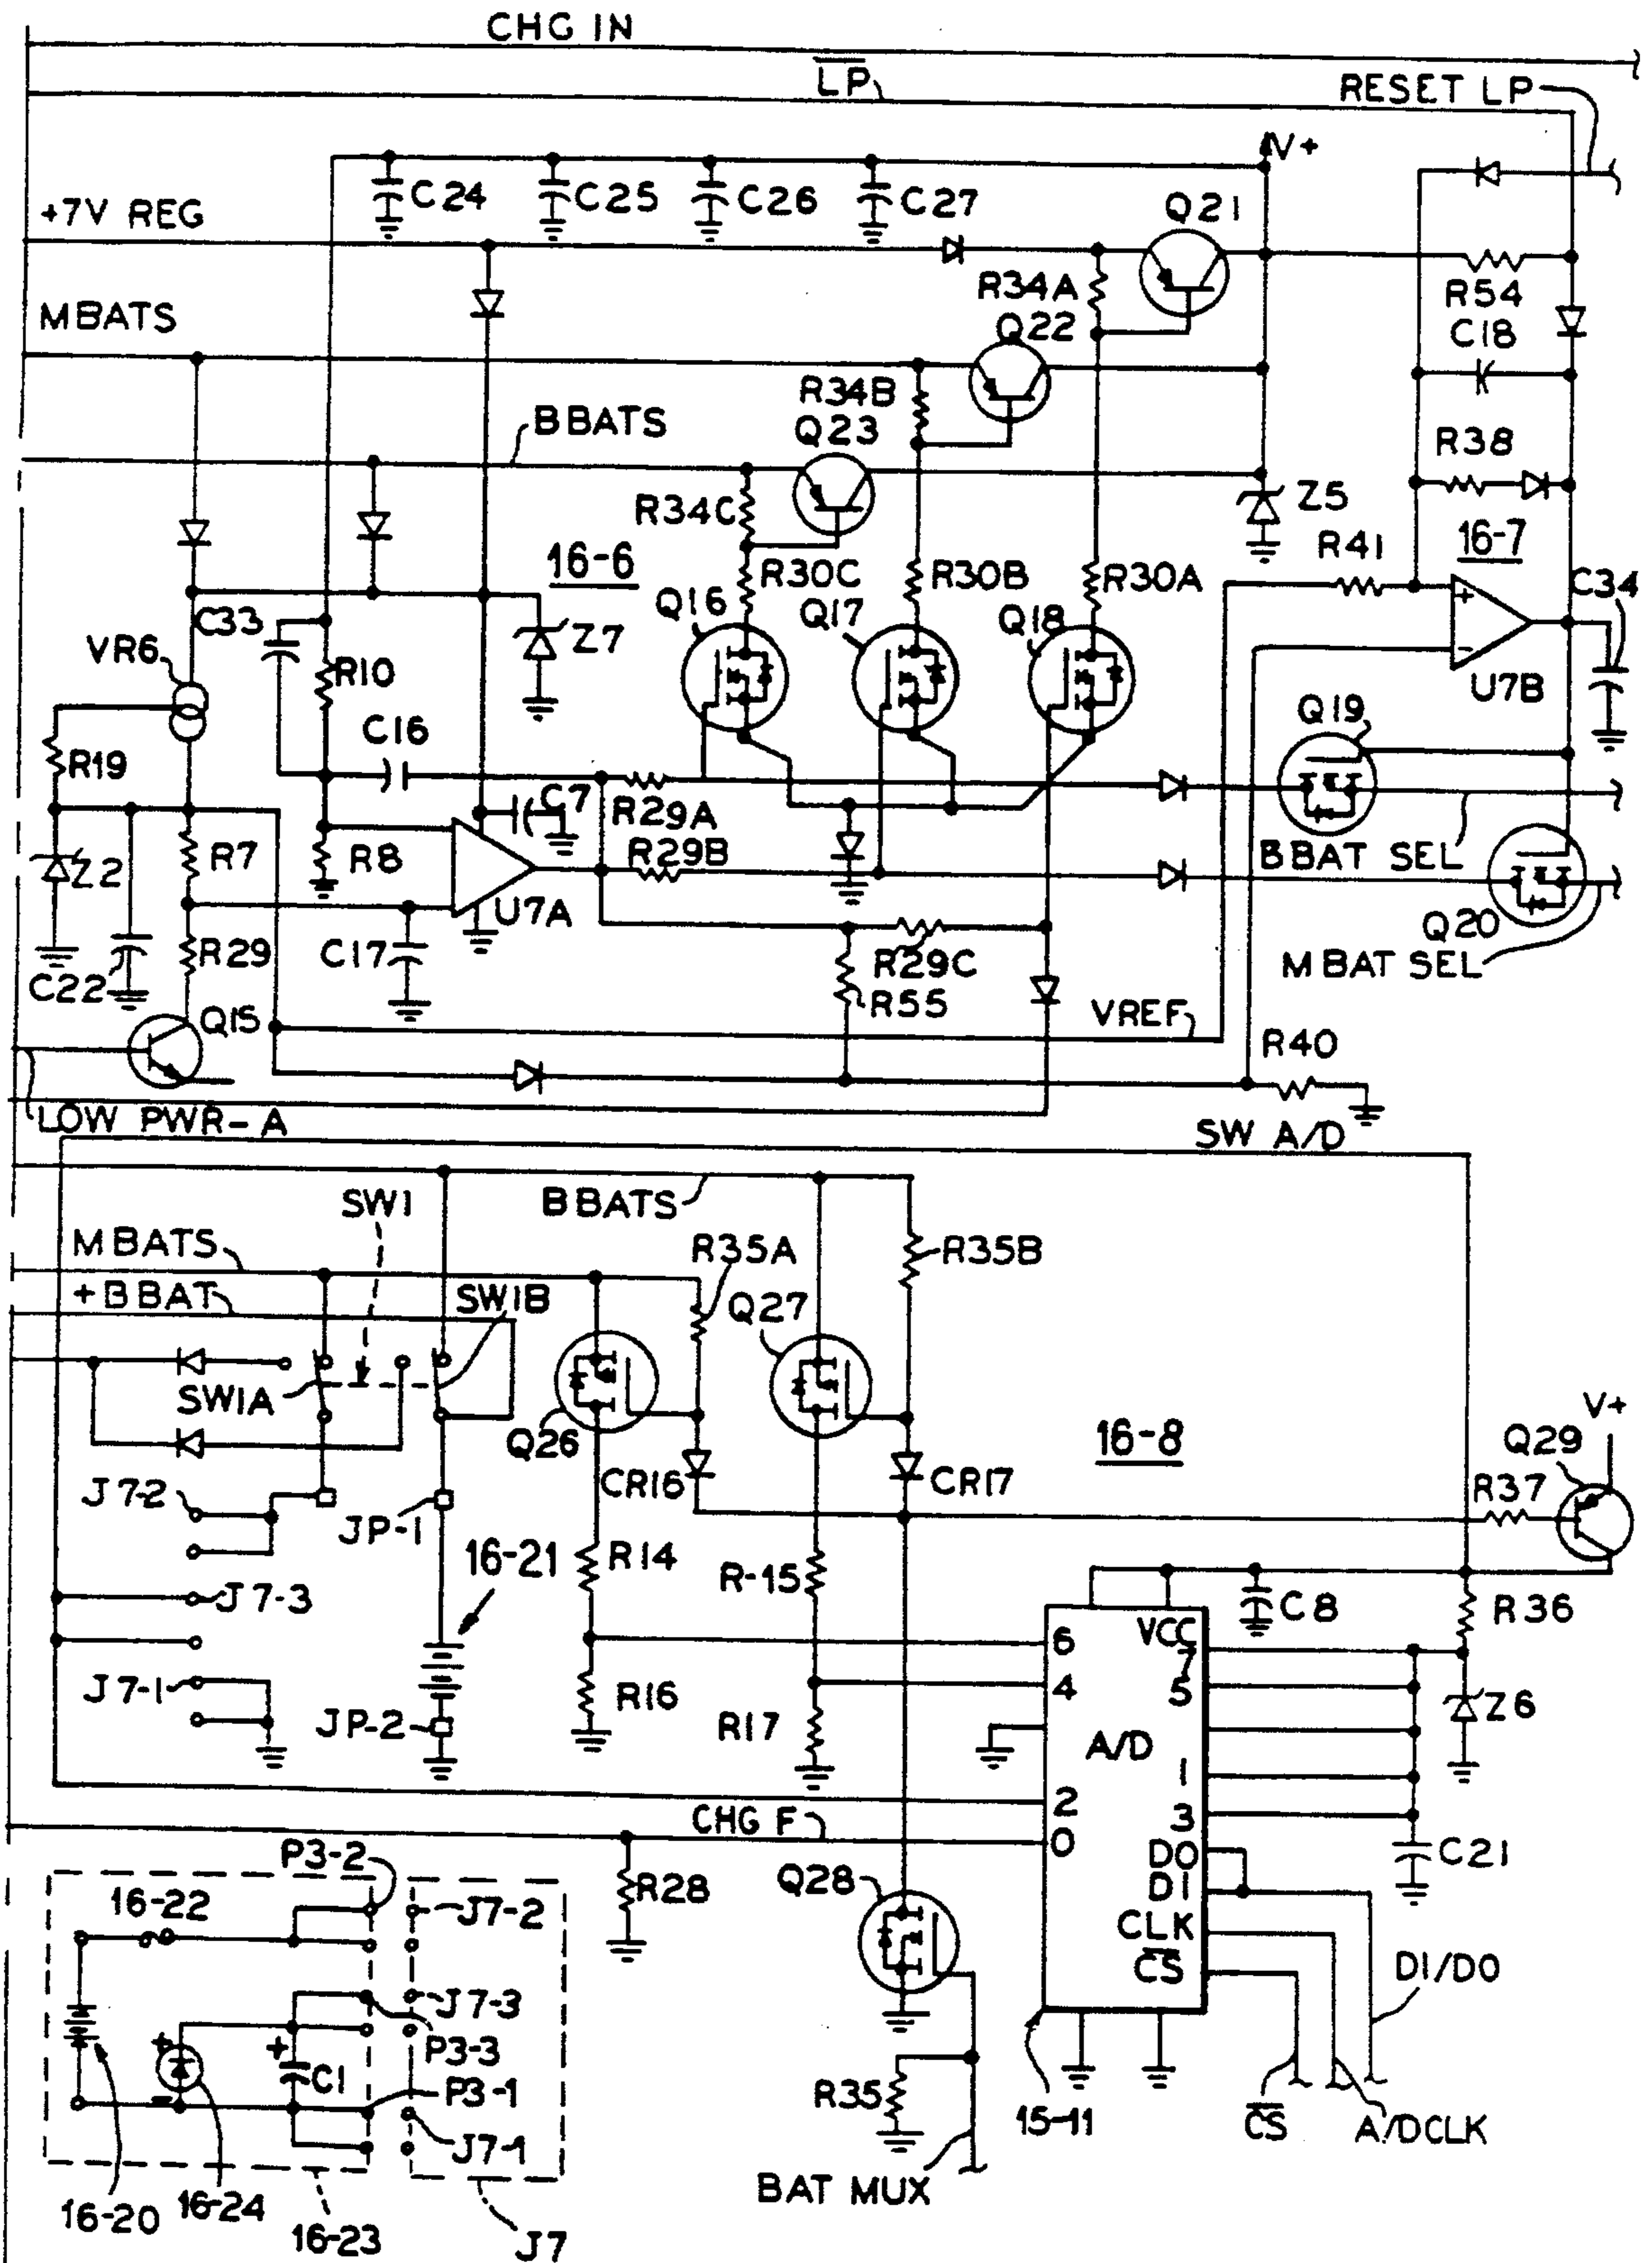 CHG IN
LP
RESET LP
V+
C24
C25
C26
C27
+7V REG
Q21
R34A
R54
MBATS
Q22
C18
R34B
BBATS
Q23
R38
R34C
Z5
16-6
R41
16-7
R30C
R30B
R30A
C34
C33
Q16
Q17
Q18
VR6
Z7
R10
U7B
Q19
C16
R19
C7
R29A
R8
R29B
BBAT SEL
Z2
R7
U7A
Q20
R29
C17
R29C
MBAT SEL
C22
R55
Q15
VREF
R40
LOW PWR-A
SW A/D
BBATS
SW1
MBATS
R35A
R35B
+BBAT
SW1B
Q27
SW1A
V+
Q26
16-8
Q29
CR16
CR17
R37
J7-2
JP-1
16-21
R14
R-15
J7-3
C8
R36
6
VCC
7
4
5
J7-1
R16
Z6
JP-2
R17
A/D
1
2
3
CHG F
0
P3-2
D0
C21
16-22
R28
Q28
DI
J7-2
CLK
CS
DI/DO
J7-3
+
+
P3-3
C1
P3-1
-
R35
15-11
CS
A/DCLK
J7-1
BAT MUX
16-20
16-24
16-23
J7